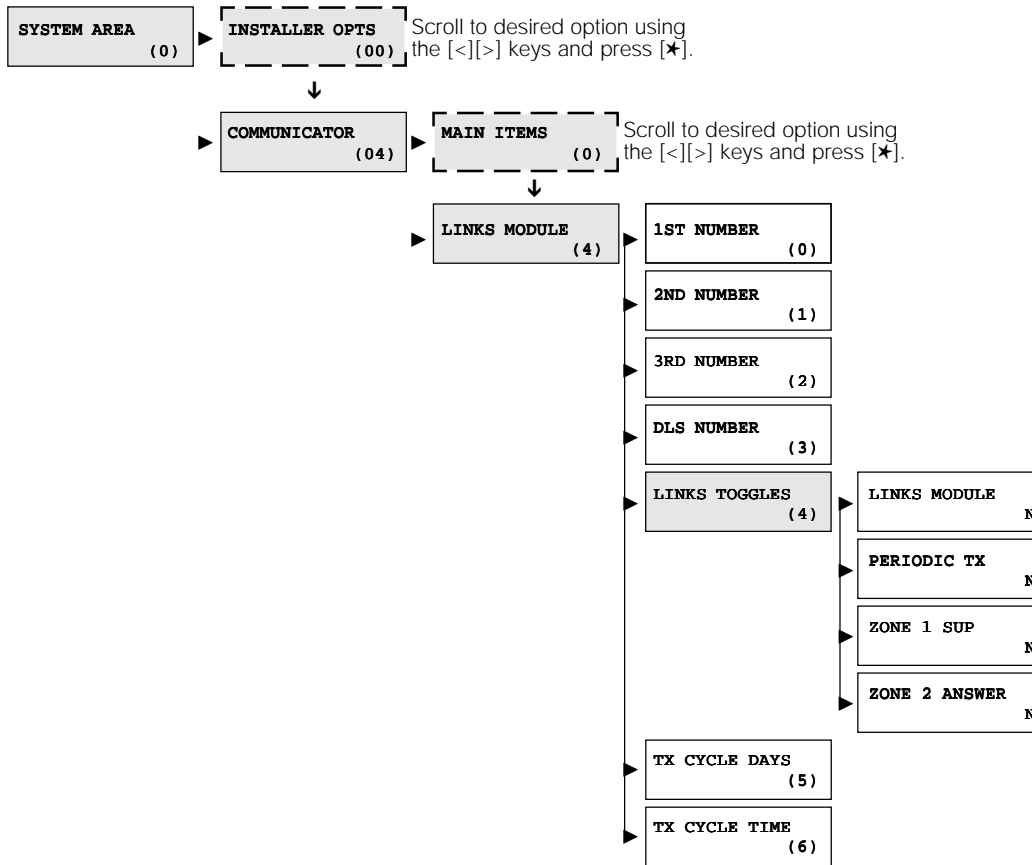 SYSTEM AREA
(0)
INSTALLER OPTS
(00)
Scroll to desired option using
the [<][>] keys and press [✶].
COMMUNICATOR
(04)
MAIN ITEMS
(0)
Scroll to desired option using
the [<][>] keys and press [✶].
LINKS MODULE
(4)
1ST NUMBER
(0)
2ND NUMBER
(1)
3RD NUMBER
(2)
DLS NUMBER
(3)
LINKS TOGGLES
(4)
LINKS MODULE
N
PERIODIC TX
N
ZONE 1 SUP
N
ZONE 2 ANSWER
N
TX CYCLE DAYS
(5)
TX CYCLE TIME
(6)